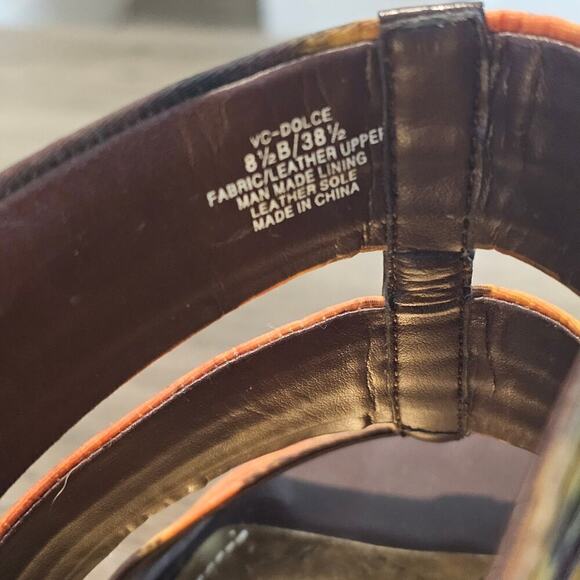 VC-DOLCE
8½B/38½
FABRIC/LEATHER UPPER
MAN MADE LINING
LEATHER SOLE
MADE IN CHINA